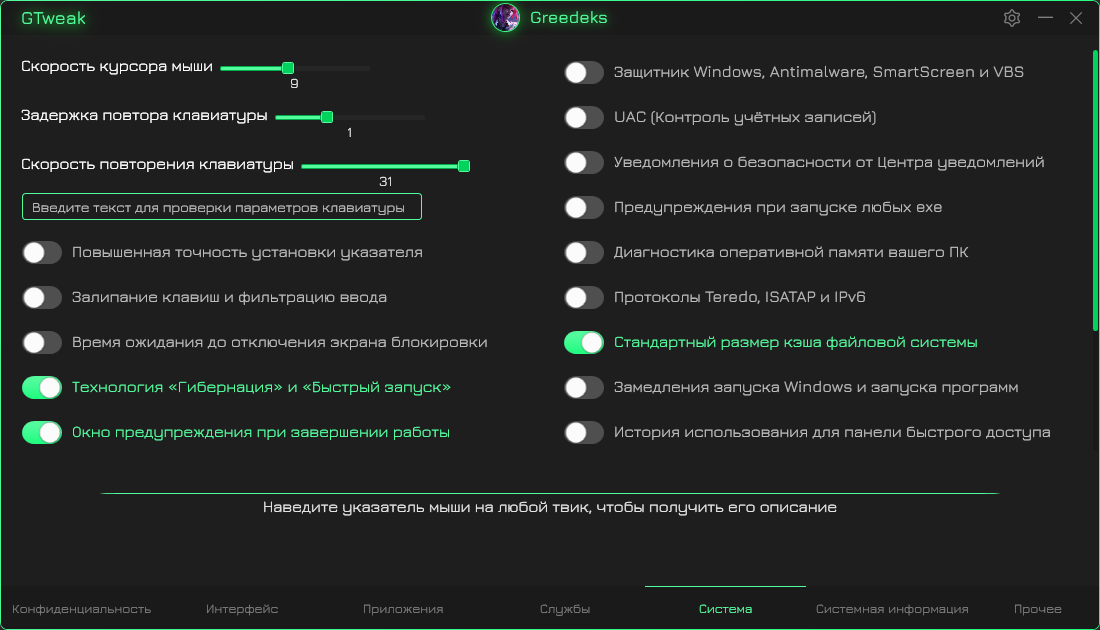 GTweak
Greedeks
Скорость курсора мыши
9
Задержка повтора клавиатуры
1
Скорость повторения клавиатуры
31
Введите текст для проверки параметров клавиатуры
Повышенная точность установки указателя
Залипание клавиш и фильтрацию ввода
Время ожидания до отключения экрана блокировки
Технология «Гибернация» и «Быстрый запуск»
Окно предупреждения при завершении работы
Защитник Windows, Antimalware, SmartScreen и VBS
UAC (Контроль учётных записей)
Уведомления о безопасности от Центра уведомлений
Предупреждения при запуске любых exe
Диагностика оперативной памяти вашего ПК
Протоколы Teredo, ISATAP и IPv6
Стандартный размер кэша файловой системы
Замедления запуска Windows и запуска программ
История использования для панели быстрого доступа
Наведите указатель мыши на любой твик, чтобы получить его описание
Конфиденциальность
Интерфейс
Приложения
Службы
Система
Системная информация
Прочее